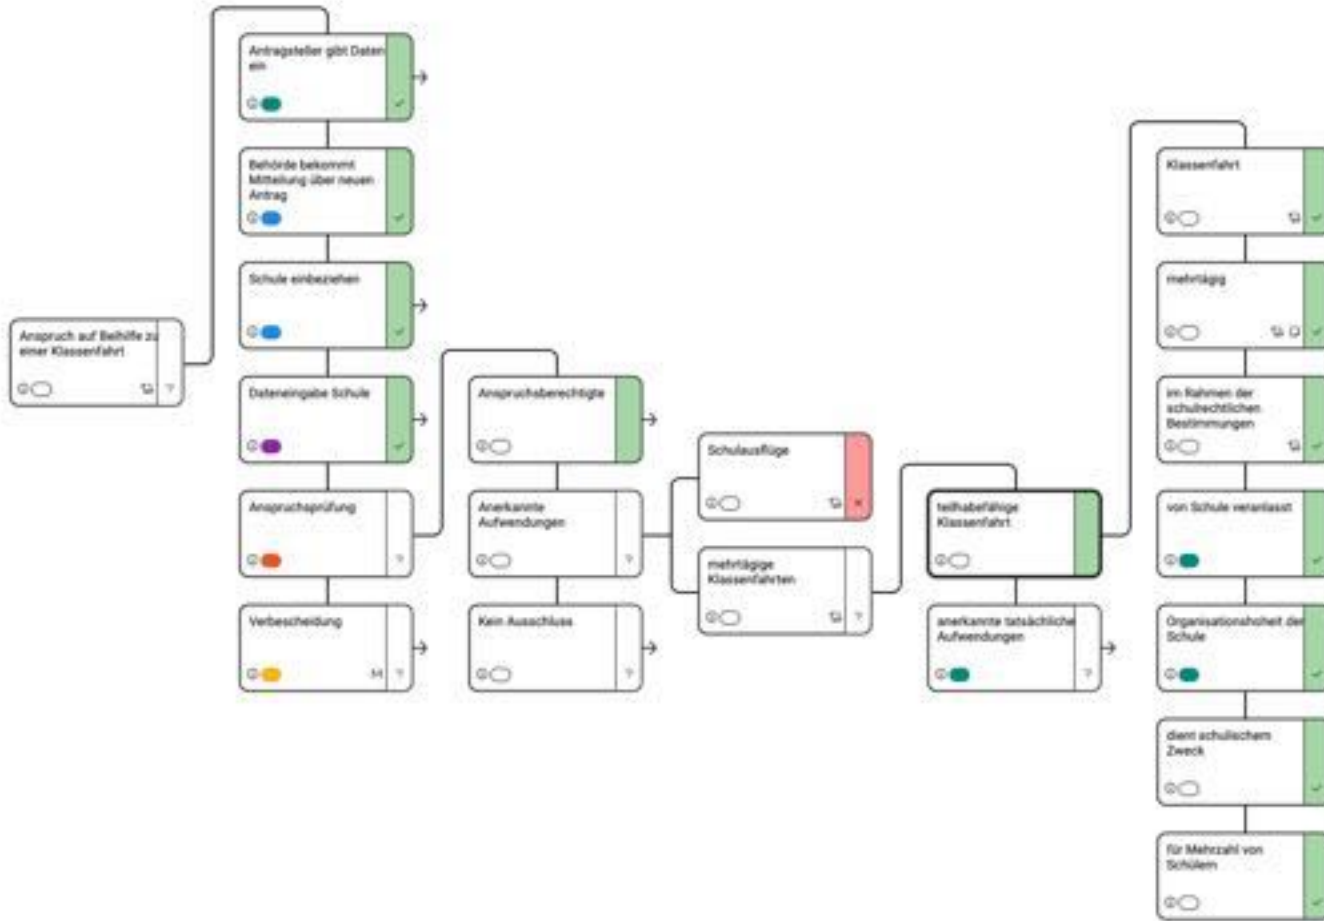 Anspruch auf Beihilfe zu
einer Klassenfahrt
?
Antragsteller gibt Daten
ein
Behörde bekommt
Mitteilung über neuen
Antrag
Schule einbeziehen
Dateneingabe Schule
Anspruchsprüfung
?
Verbescheidung
?
Anspruchsberechtigte
Anerkannte
Aufwendungen
?
Kein Ausschluss
?
Schulausflüge
mehrtägige
Klassenfahrten
?
teilhabefähige
Klassenfahrt
anerkannte tatsächliche
Aufwendungen
?
Klassenfahrt
mehrtägig
im Rahmen der
schulrechtlichen
Bestimmungen
von Schule veranlasst
Organisationshoheit der
Schule
dient schulischem
Zweck
für Mehrzahl von
Schülern